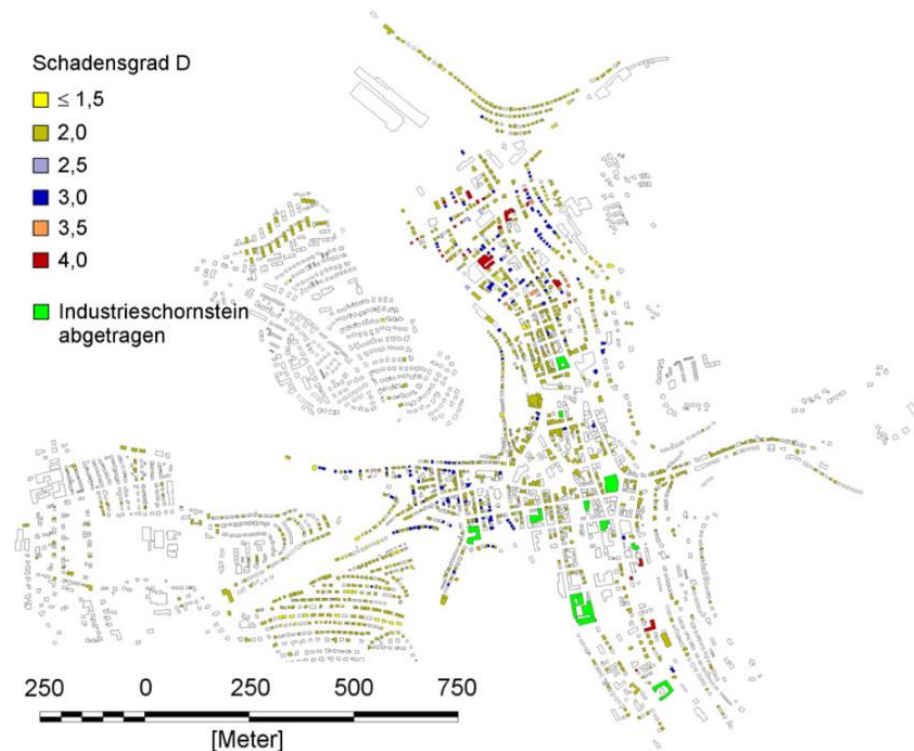 Schadensgrad D
≤ 1,5
2,0
2,5
3,0
3,5
4,0
Industrieschornstein
abgetragen
250 0 250 500 750
[Meter]